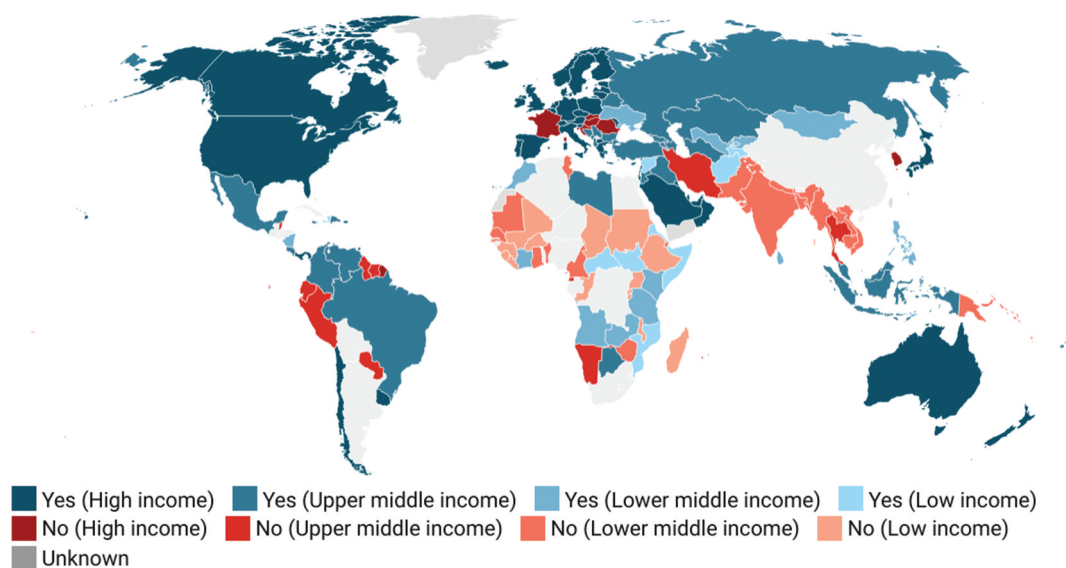 Yes (High income) Yes (Upper middle income) Yes (Lower middle income) Yes (Low income)
No (High income) No (Upper middle income) No (Lower middle income) No (Low income)
Unknown